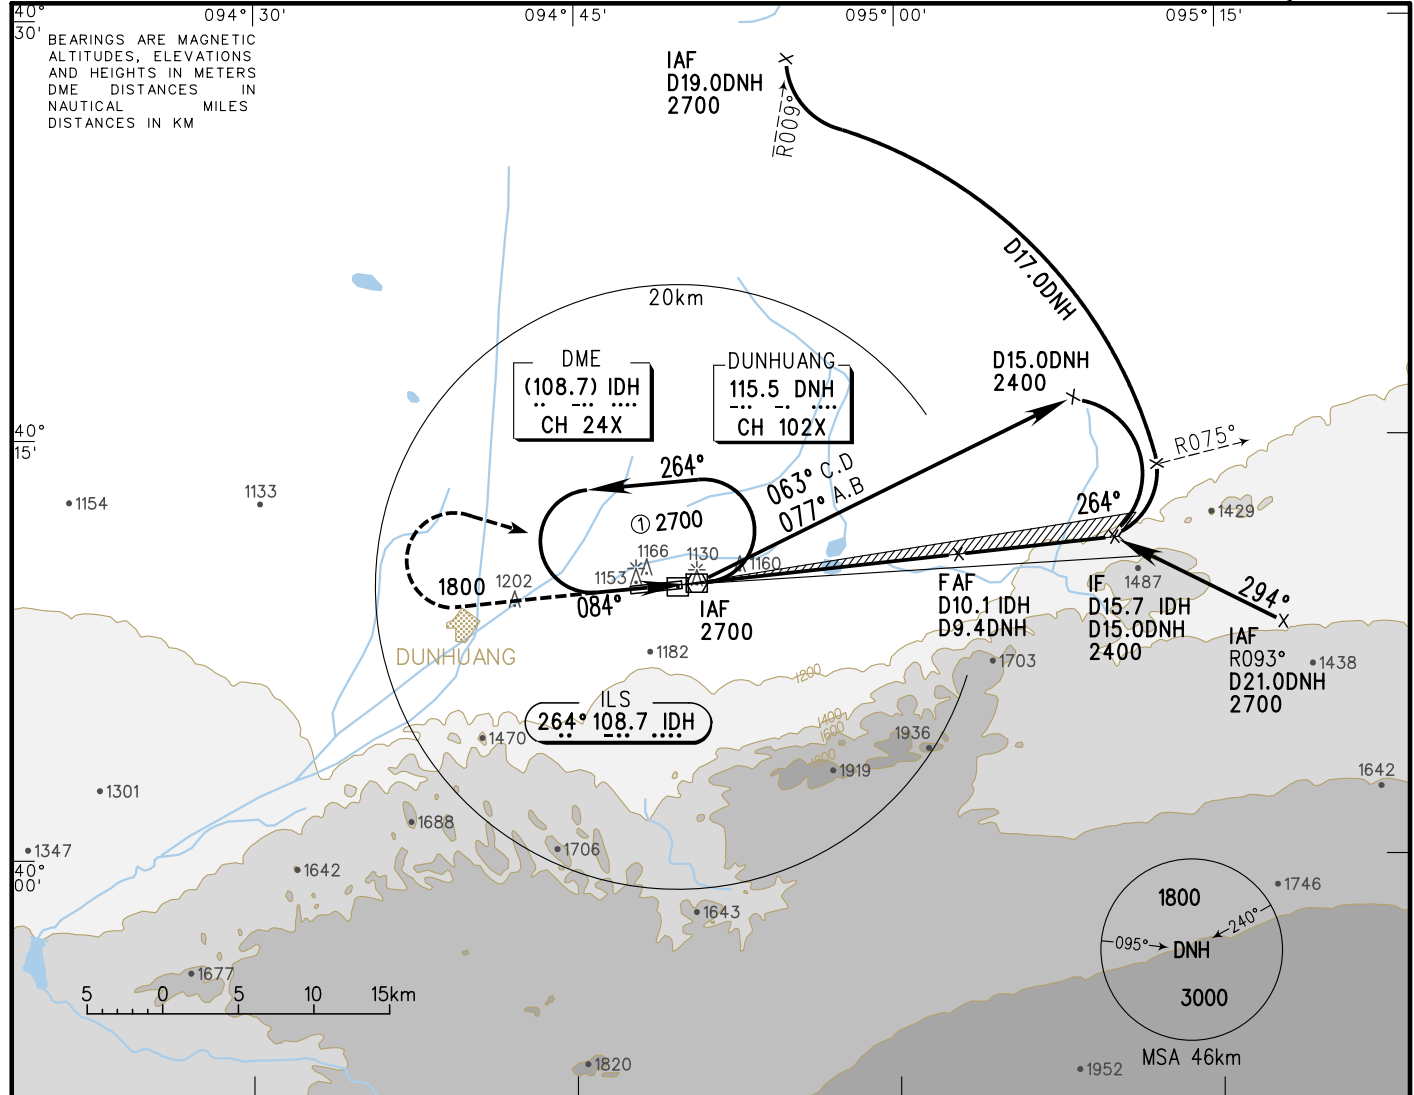 094°30'
094°45'
095°00'
095°15'
40°
30'
BEARINGS ARE MAGNETIC
ALTITUDES, ELEVATIONS
AND HEIGHTS IN METERS
DME DISTANCES IN
NAUTICAL MILES
DISTANCES IN KM
IAF
D19.0DNH
2700
R009°
D17.0DNH
20km
DME
(108.7) IDH
CH 24X
DUNHUANG
115.5 DNH
CH 102X
D15.0DNH
2400
40°
15'
R075°
264°
063° C.D
077° A.B
264°
1154
1133
1429
① 2700
1166
1130
1160
1153
1800
1202
084°
IAF
2700
FAF
D10.1 IDH
D9.4DNH
IF
D15.7 IDH
D15.0DNH
2400
1487
294°
IAF
R093°
D21.0DNH
2700
DUNHUANG
1182
1703
1438
1200
ILS
264° 108.7 IDH
1400
1600
1800
1470
1936
1919
1642
1301
1688
1706
1347
40°
00'
1642
1746
1643
1800
240°
095°
DNH
3000
MSA 46km
1677
5 0 5 10 15km
1820
1952